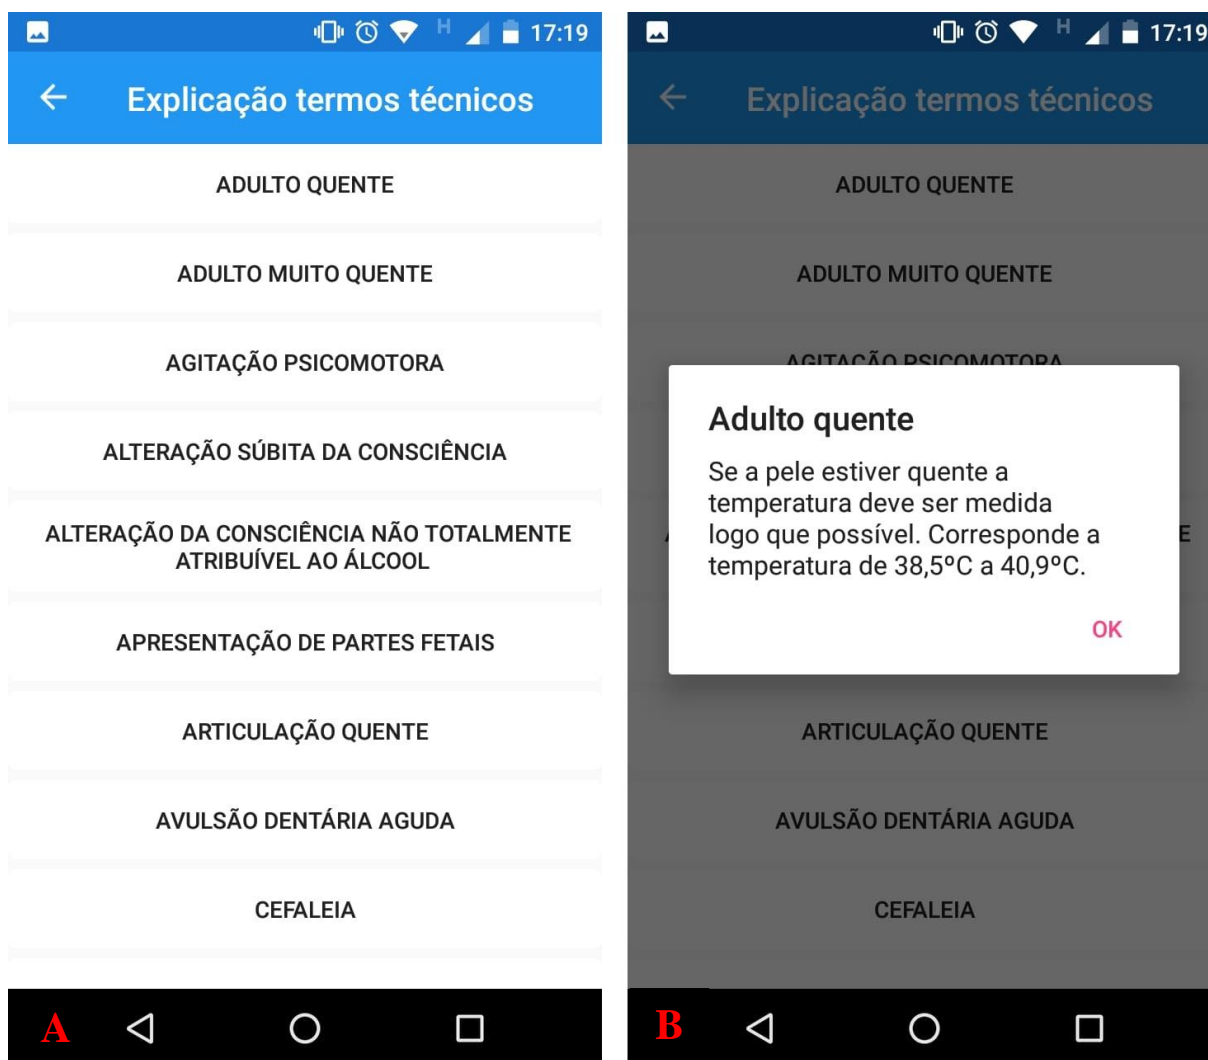 H 17:19
Explicação termos técnicos
ADULTO QUENTE
ADULTO MUITO QUENTE
AGITAÇÃO PSICOMOTORA
ALTERAÇÃO SÚBITA DA CONSCIÊNCIA
ALTERAÇÃO DA CONSCIÊNCIA NÃO TOTALMENTE
ATRIBUÍVEL AO ÁLCOOL
APRESENTAÇÃO DE PARTES FETAIS
ARTICULAÇÃO QUENTE
AVULSÃO DENTÁRIA AGUDA
CEFALEIA
A
H 17:19
Explicação termos técnicos
ADULTO QUENTE
ADULTO MUITO QUENTE
AGITAÇÃO PSICOMOTORA
Adulto quente
Se a pele estiver quente a
temperatura deve ser medida
logo que possível. Corresponde a
temperatura de 38,5ºC a 40,9ºC.
OK
E
ARTICULAÇÃO QUENTE
AVULSÃO DENTÁRIA AGUDA
CEFALEIA
B